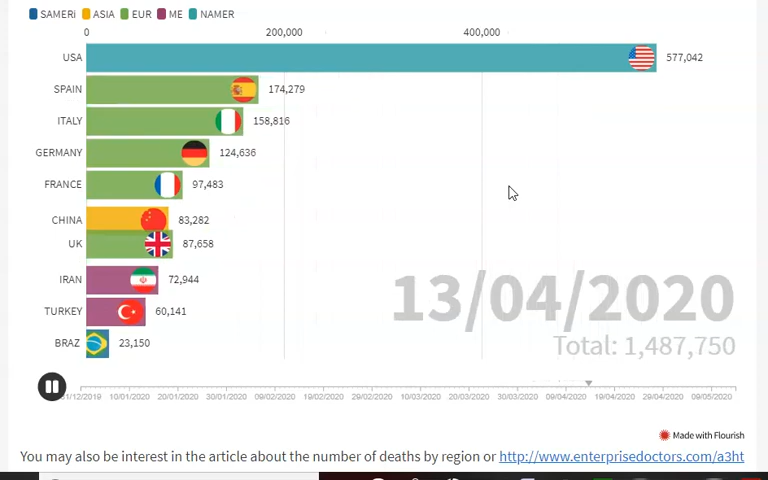 SAMERi ASIA EUR ME NAMER
0 200,000 400,000
USA 577,042
SPAIN 174,279
ITALY 158,816
GERMANY 124,636
FRANCE 97,483
CHINA 83,282
UK 87,658
IRAN 72,944
TURKEY 60,141
BRAZ 23,150
13/04/2020
Total: 1,487,750
31/12/2019 10/01/2020 20/01/2020 30/01/2020 09/02/2020 19/02/2020 29/02/2020 10/03/2020 20/03/2020 30/03/2020 09/04/2020 19/04/2020 29/04/2020 09/05/2020
Made with Flourish
You may also be interest in the article about the number of deaths by region or http://www.enterprisedoctors.com/a3ht